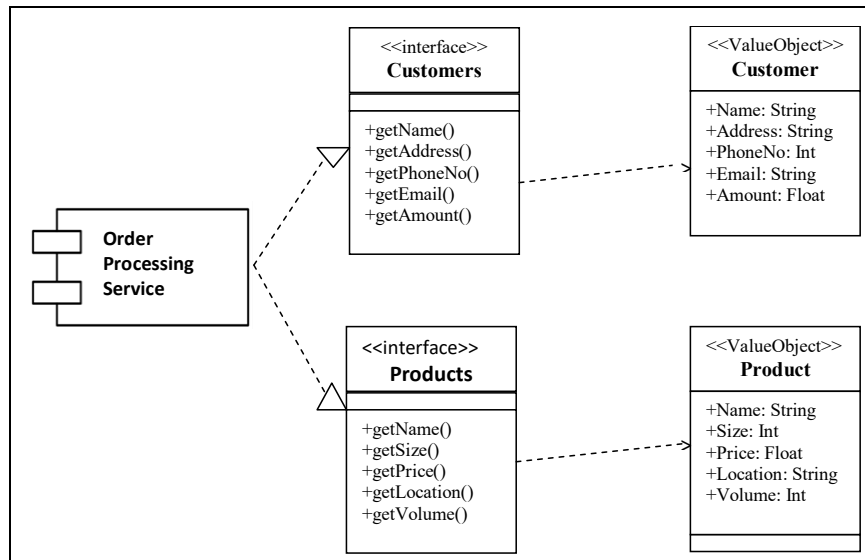 <<interface>>
Customers
+getName()
+getAddress()
+getPhoneNo()
+getEmail()
+getAmount()
<<ValueObject>>
Customer
+Name: String
+Address: String
+PhoneNo: Int
+Email: String
+Amount: Float
Order
Processing
Service
<<interface>>
Products
+getName()
+getSize()
+getPrice()
+getLocation()
+getVolume()
<<ValueObject>>
Product
+Name: String
+Size: Int
+Price: Float
+Location: String
+Volume: Int